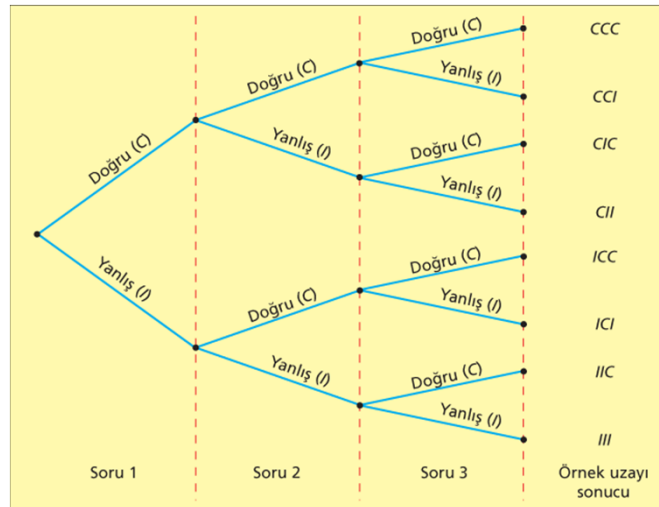 Doğru (C)
CCC
Doğru (C)
Yanlış (I)
CCI
Doğru (C)
Yanlış (I)
Doğru (C)
CIC
Yanlış (I)
CII
Yanlış (I)
Doğru (C)
Doğru (C)
ICC
Yanlış (I)
ICI
Yanlış (I)
Doğru (C)
IIC
Yanlış (I)
III
Soru 1
Soru 2
Soru 3
Örnek uzayı
sonucu